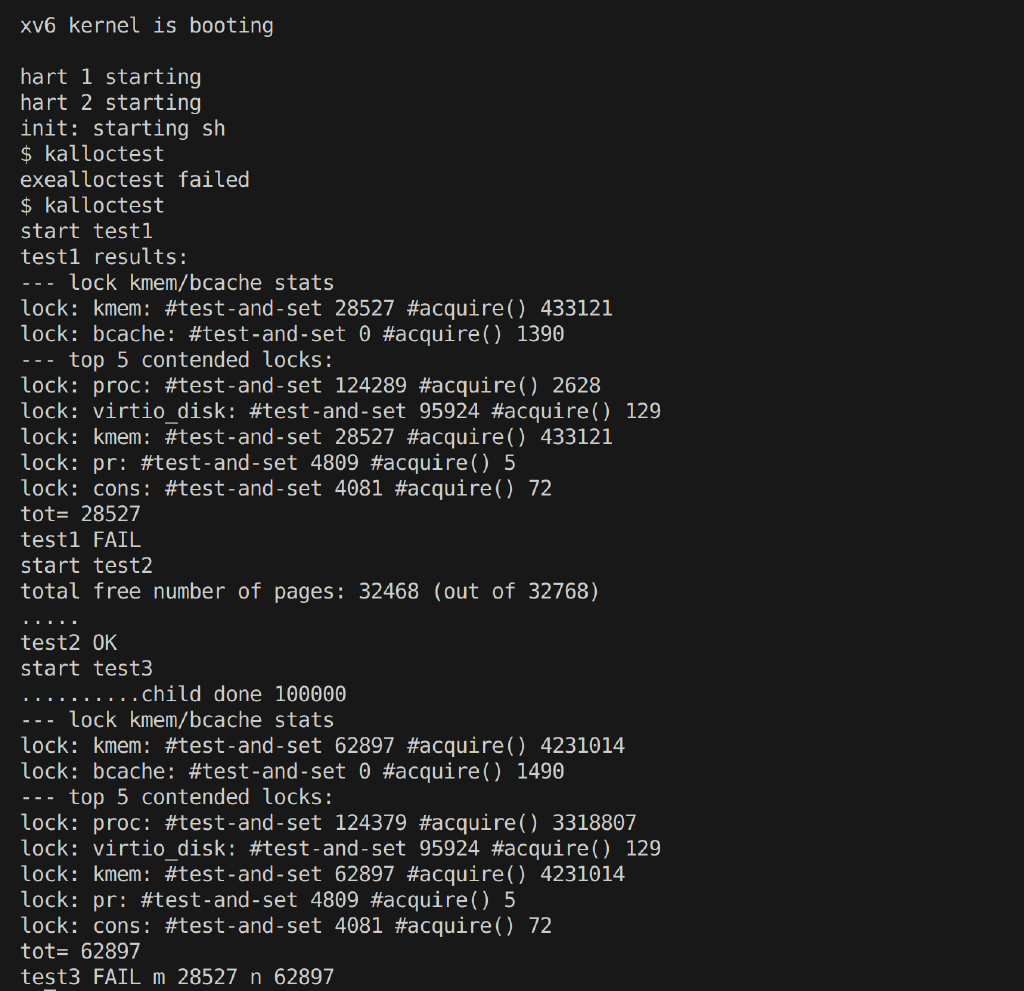 xv6 kernel is booting
hart 1 starting
hart 2 starting
init: starting sh
$ kalloctest
exealloctest failed
$ kalloctest
start test1
test1 results:
--- lock kmem/bcache stats
lock: kmem: #test-and-set 28527 #acquire() 433121
lock: bcache: #test-and-set 0 #acquire() 1390
--- top 5 contended locks:
lock: proc: #test-and-set 124289 #acquire() 2628
lock: virtio_disk: #test-and-set 95924 #acquire() 129
lock: kmem: #test-and-set 28527 #acquire() 433121
lock: pr: #test-and-set 4809 #acquire() 5
lock: cons: #test-and-set 4081 #acquire() 72
tot= 28527
test1 FAIL
start test2
total free number of pages: 32468 (out of 32768)
.....
test2 OK
start test3
..........child done 100000
--- lock kmem/bcache stats
lock: kmem: #test-and-set 62897 #acquire() 4231014
lock: bcache: #test-and-set 0 #acquire() 1490
--- top 5 contended locks:
lock: proc: #test-and-set 124379 #acquire() 3318807
lock: virtio_disk: #test-and-set 95924 #acquire() 129
lock: kmem: #test-and-set 62897 #acquire() 4231014
lock: pr: #test-and-set 4809 #acquire() 5
lock: cons: #test-and-set 4081 #acquire() 72
tot= 62897
test3 FAIL m 28527 n 62897